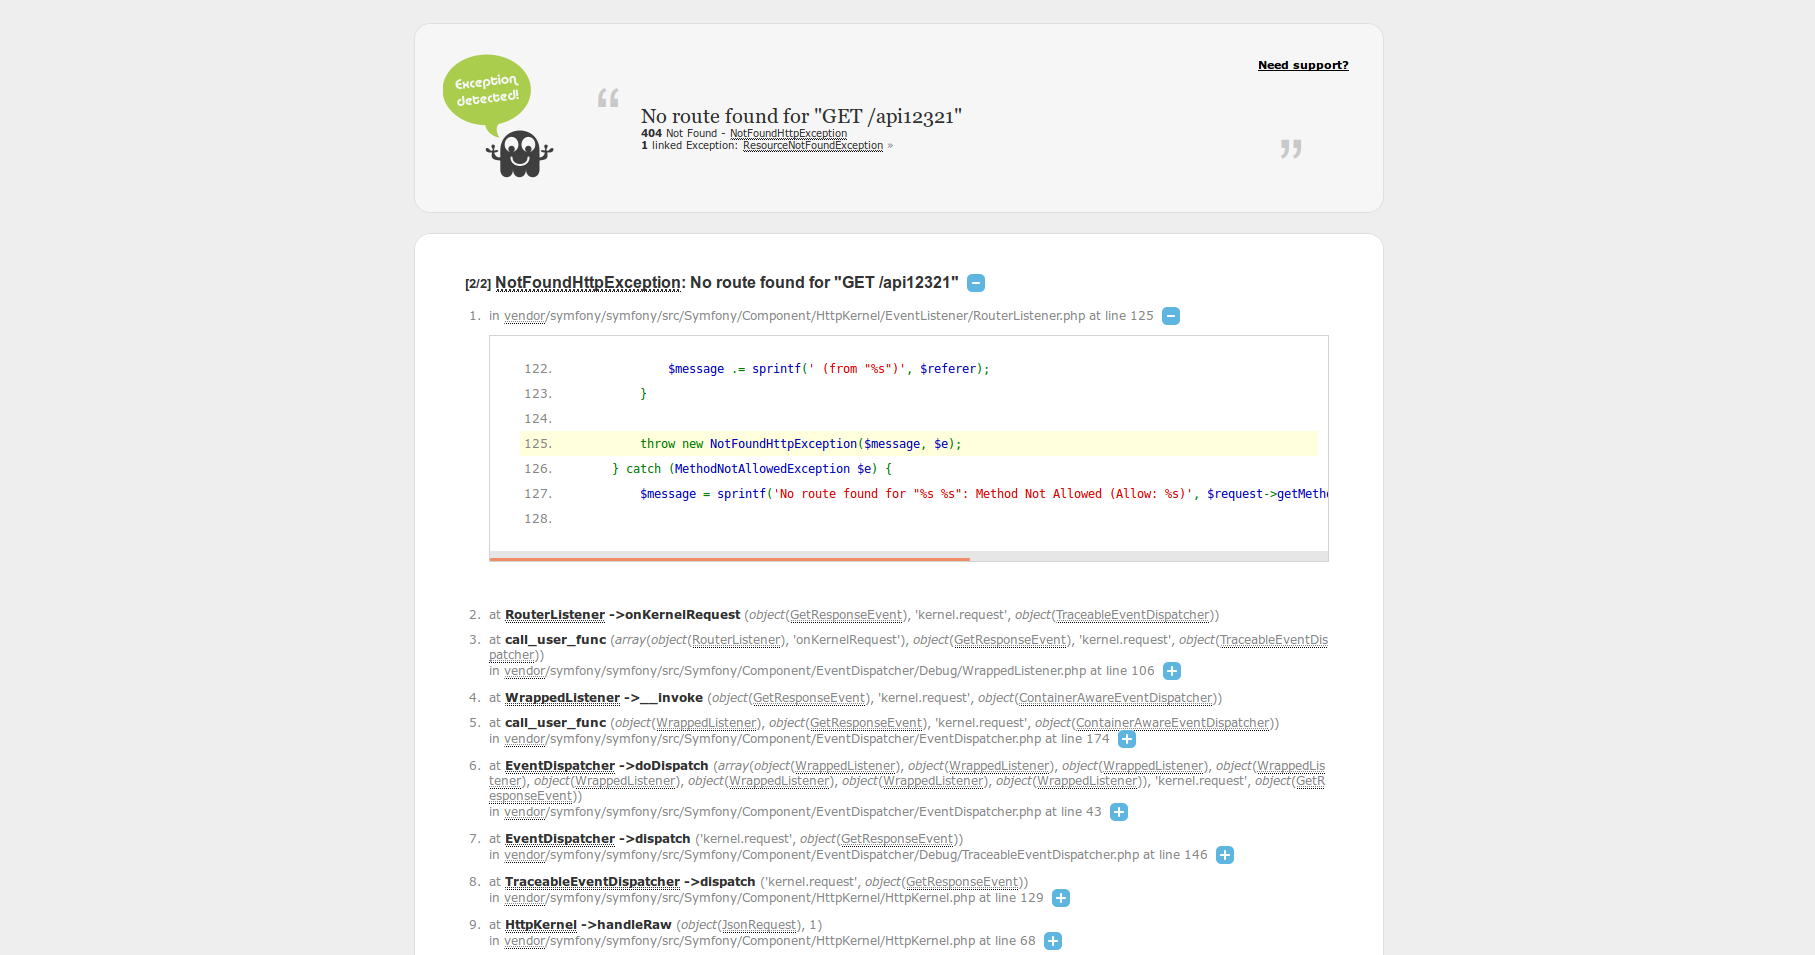 Exception
detected!
Need support?
“
No route found for "GET /api12321"
404 Not Found - NotFoundHttpException
1 linked Exception: ResourceNotFoundException »
”
[2/2] NotFoundHttpException: No route found for "GET /api12321"
1. in vendor/symfony/symfony/src/Symfony/Component/HttpKernel/EventListener/RouterListener.php at line 125
122. $message .= sprintf(' (from "%s")', $referer);
123. }
124.
125. throw new NotFoundHttpException($message, $e);
126. } catch (MethodNotAllowedException $e) {
127. $message = sprintf('No route found for "%s %s": Method Not Allowed (Allow: %s)', $request->getMeth
128.
2. at RouterListener ->onKernelRequest (object(GetResponseEvent), 'kernel.request', object(TraceableEventDispatcher))
3. at call_user_func (array(object(RouterListener), 'onKernelRequest'), object(GetResponseEvent), 'kernel.request', object(TraceableEventDis
patcher))
in vendor/symfony/symfony/src/Symfony/Component/EventDispatcher/Debug/WrappedListener.php at line 106
4. at WrappedListener ->__invoke (object(GetResponseEvent), 'kernel.request', object(ContainerAwareEventDispatcher))
5. at call_user_func (object(WrappedListener), object(GetResponseEvent), 'kernel.request', object(ContainerAwareEventDispatcher))
in vendor/symfony/symfony/src/Symfony/Component/EventDispatcher/EventDispatcher.php at line 174
6. at EventDispatcher ->doDispatch (array(object(WrappedListener), object(WrappedListener), object(WrappedListener), object(WrappedLis
tener), object(WrappedListener), object(WrappedListener), object(WrappedListener), object(WrappedListener)), 'kernel.request', object(GetR
esponseEvent))
in vendor/symfony/symfony/src/Symfony/Component/EventDispatcher/EventDispatcher.php at line 43
7. at EventDispatcher ->dispatch ('kernel.request', object(GetResponseEvent))
in vendor/symfony/symfony/src/Symfony/Component/EventDispatcher/Debug/TraceableEventDispatcher.php at line 146
8. at TraceableEventDispatcher ->dispatch ('kernel.request', object(GetResponseEvent))
in vendor/symfony/symfony/src/Symfony/Component/HttpKernel/HttpKernel.php at line 129
9. at HttpKernel ->handleRaw (object(JsonRequest), 1)
in vendor/symfony/symfony/src/Symfony/Component/HttpKernel/HttpKernel.php at line 68